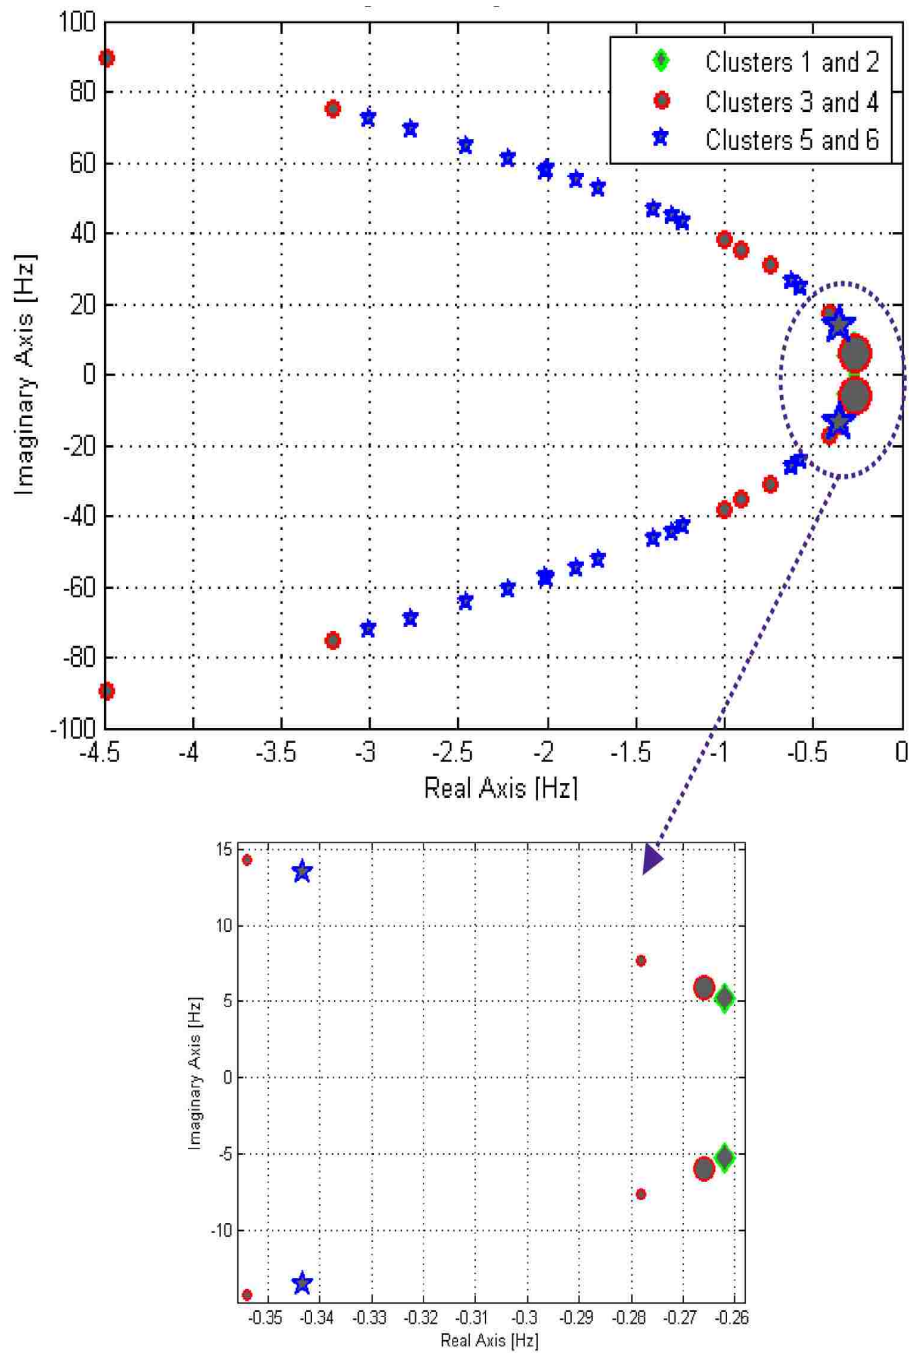 100
80
60
40
20
0
-20
-40
-60
-80
-100
Imaginary Axis [Hz]
Clusters 1 and 2
Clusters 3 and 4
Clusters 5 and 6
-4.5 -4 -3.5 -3 -2.5 -2 -1.5 -1 -0.5 0
Real Axis [Hz]
15
10
5
0
-5
-10
Imaginary Axis [Hz]
-0.35 -0.34 -0.33 -0.32 -0.31 -0.3 -0.29 -0.28 -0.27 -0.26
Real Axis [Hz]